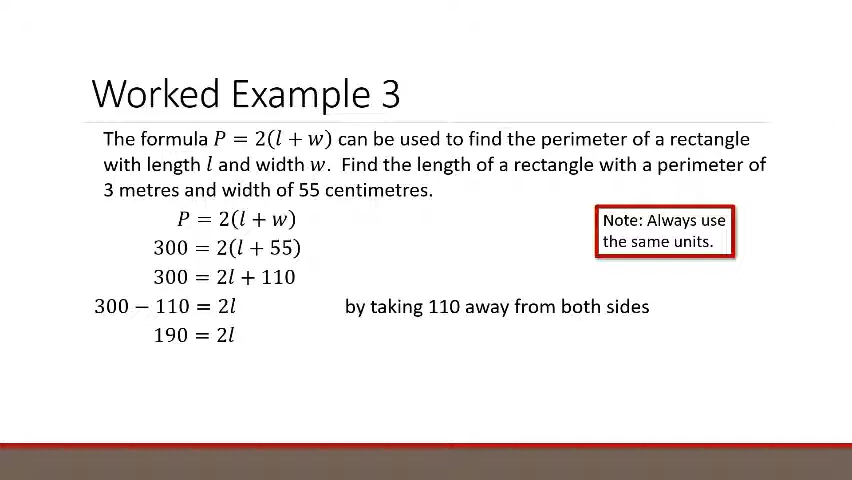 Worked Example 3
The formula P = 2(l + w) can be used to find the perimeter of a rectangle
with length l and width w. Find the length of a rectangle with a perimeter of
3 metres and width of 55 centimetres.
P = 2(l + w)
Note: Always use
the same units.
300 = 2(l + 55)
300 = 2l + 110
300 − 110 = 2l by taking 110 away from both sides
190 = 2l